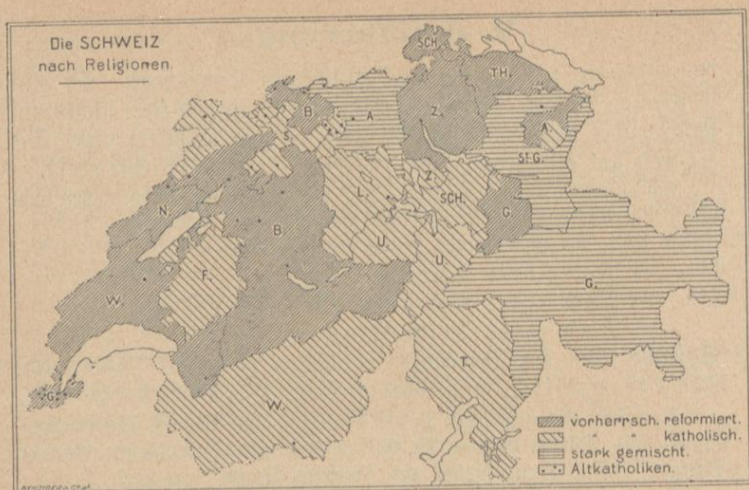 Die SCHWEIZ
nach Religionen.
SCH.
TH.
B
A
Z.
A.
S.
St.G.
L.
Z.
SCH.
N.
B
U.
G.
F.
U.
G.
W.
T.
G.
W.
vorherrsch. reformiert.
" " katholisch.
stark gemischt.
Altkatholiken.